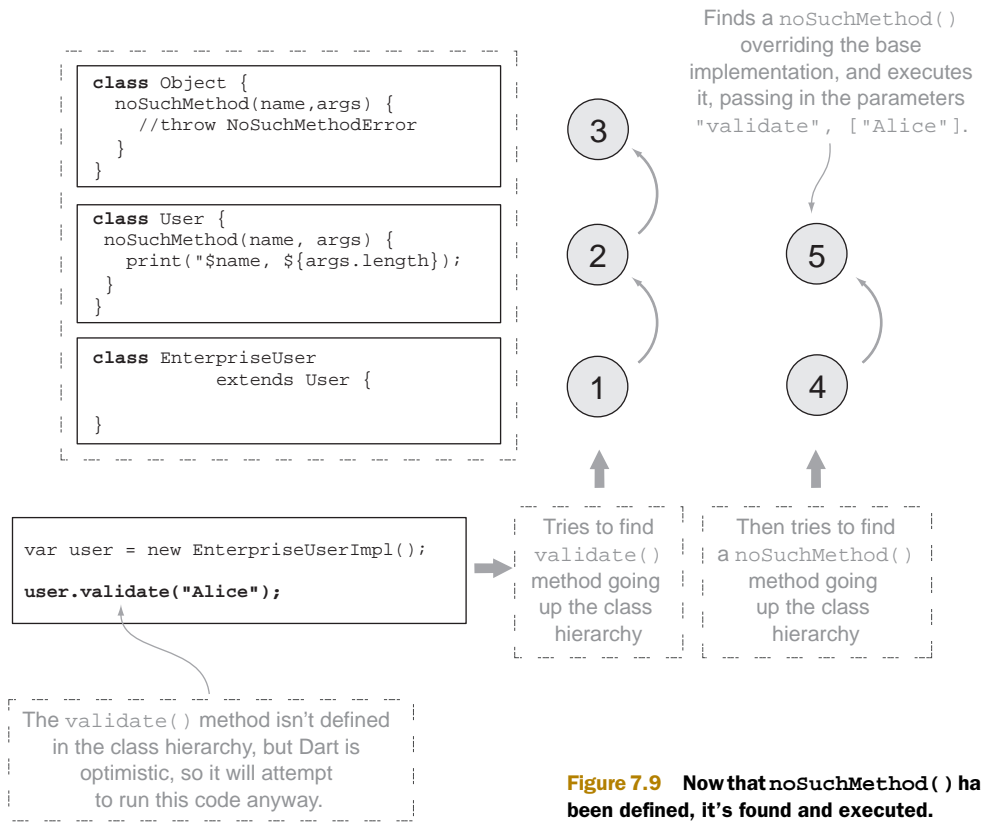 Finds a noSuchMethod()
overriding the base
implementation, and executes
it, passing in the parameters
"validate", ["Alice"].
class Object {
noSuchMethod(name,args) {
//throw NoSuchMethodError
}
}
3
class User {
noSuchMethod(name, args) {
print("$name, ${args.length});
}
}
2
5
class EnterpriseUser
extends User {
}
1
4
var user = new EnterpriseUserImpl();
user.validate("Alice");
Tries to find
validate()
method going
up the class
hierarchy
Then tries to find
a noSuchMethod()
method going
up the class
hierarchy
The validate() method isn't defined
in the class hierarchy, but Dart is
optimistic, so it will attempt
to run this code anyway.
Figure 7.9 Now that noSuchMethod() ha
been defined, it's found and executed.